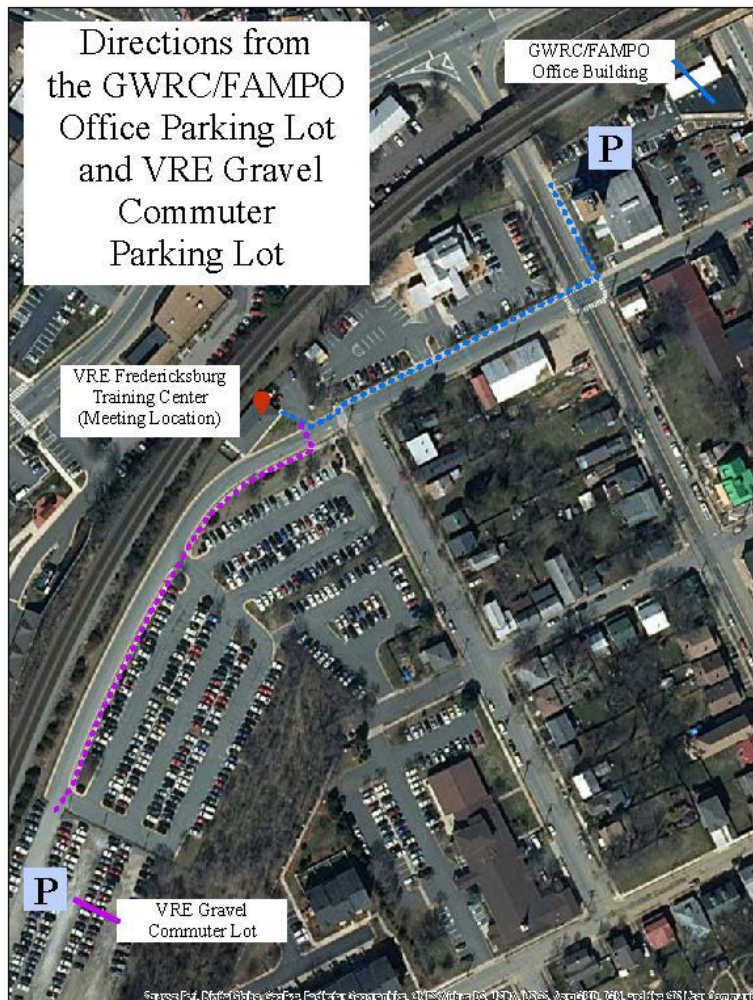 Directions from
the GWRC/FAMPO
Office Parking Lot
and VRE Gravel
Commuter
Parking Lot
GWRC/FAMPO
Office Building
P
VRE Fredericksburg
Training Center
(Meeting Location)
P
VRE Gravel
Commuter Lot